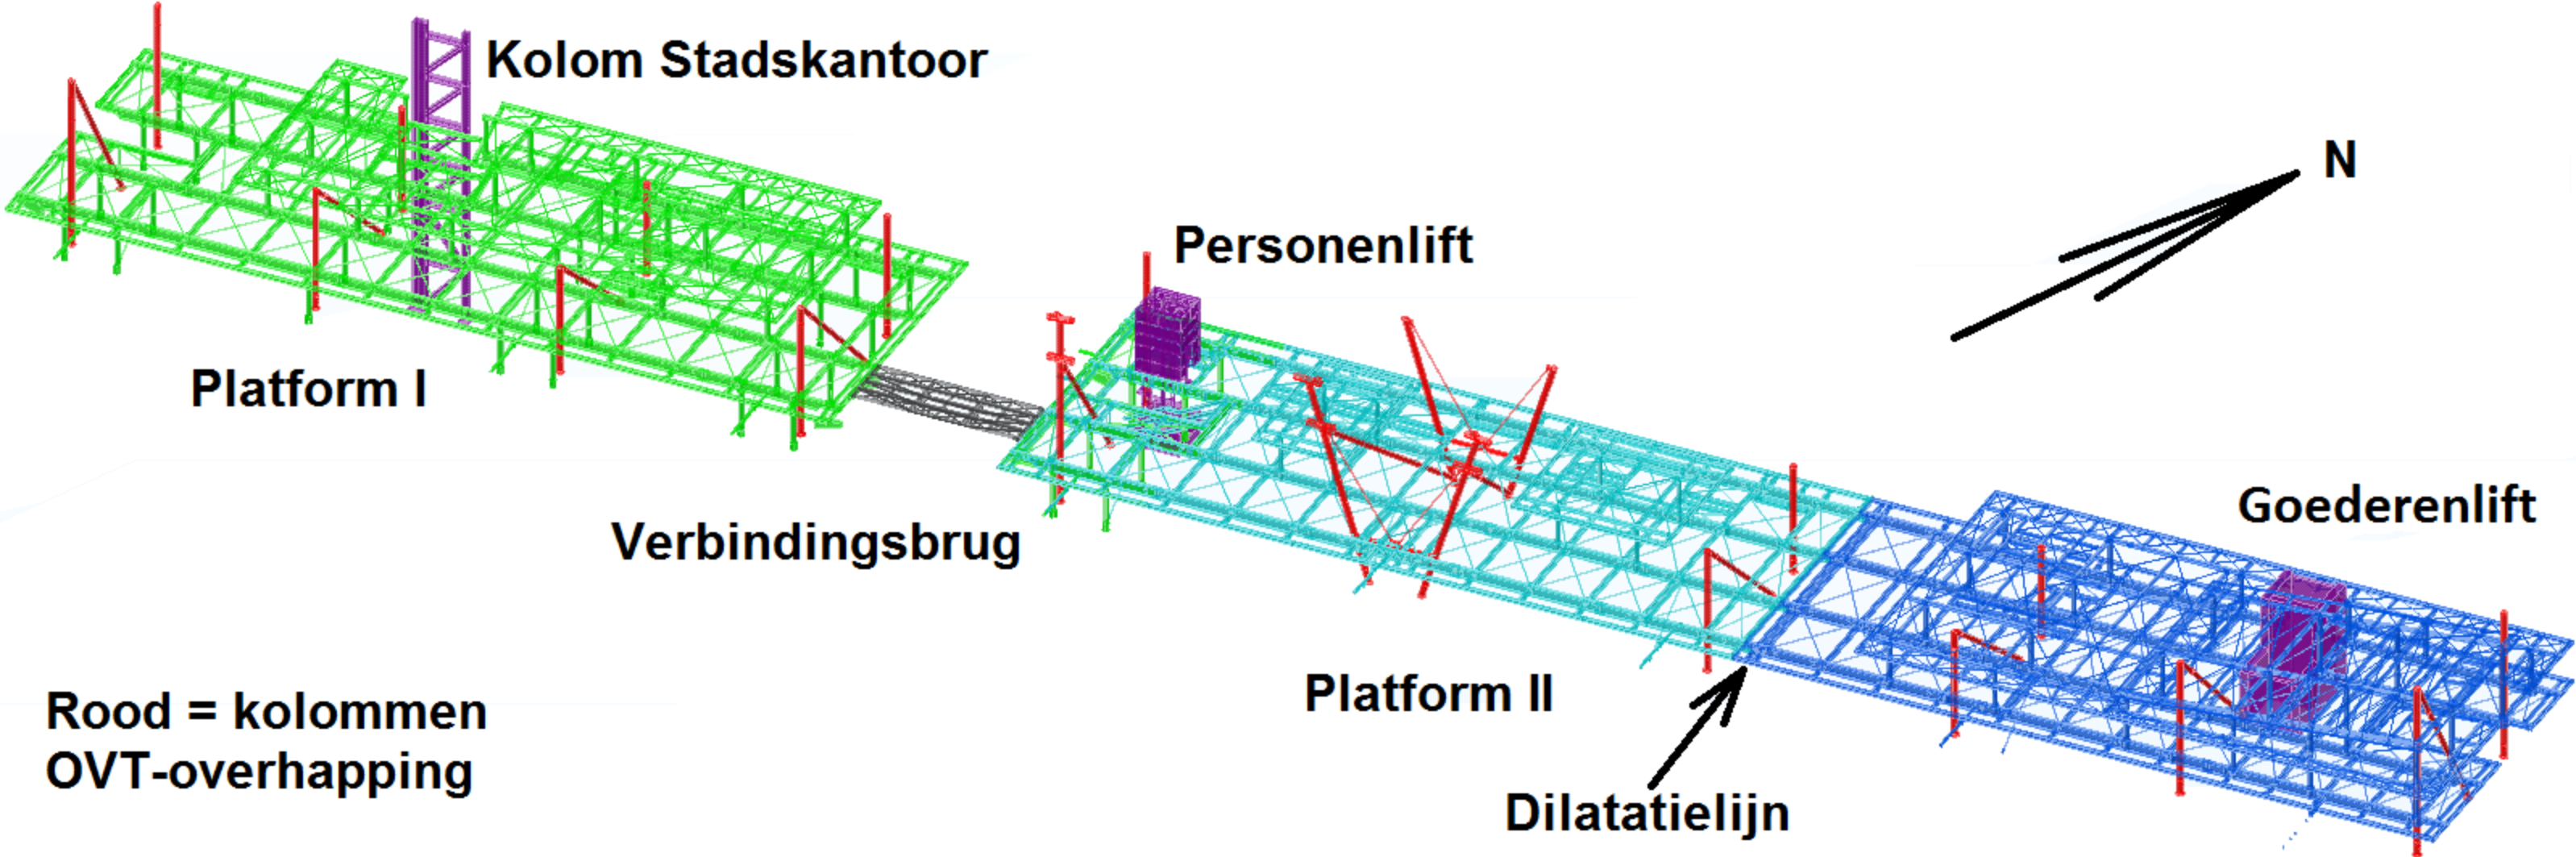 Kolom Stadskantoor
N
Personenlift
Platform I
Goederenlift
Verbindingsbrug
Platform II
Rood = kolommen
OVT-overhapping
Dilatatielijn